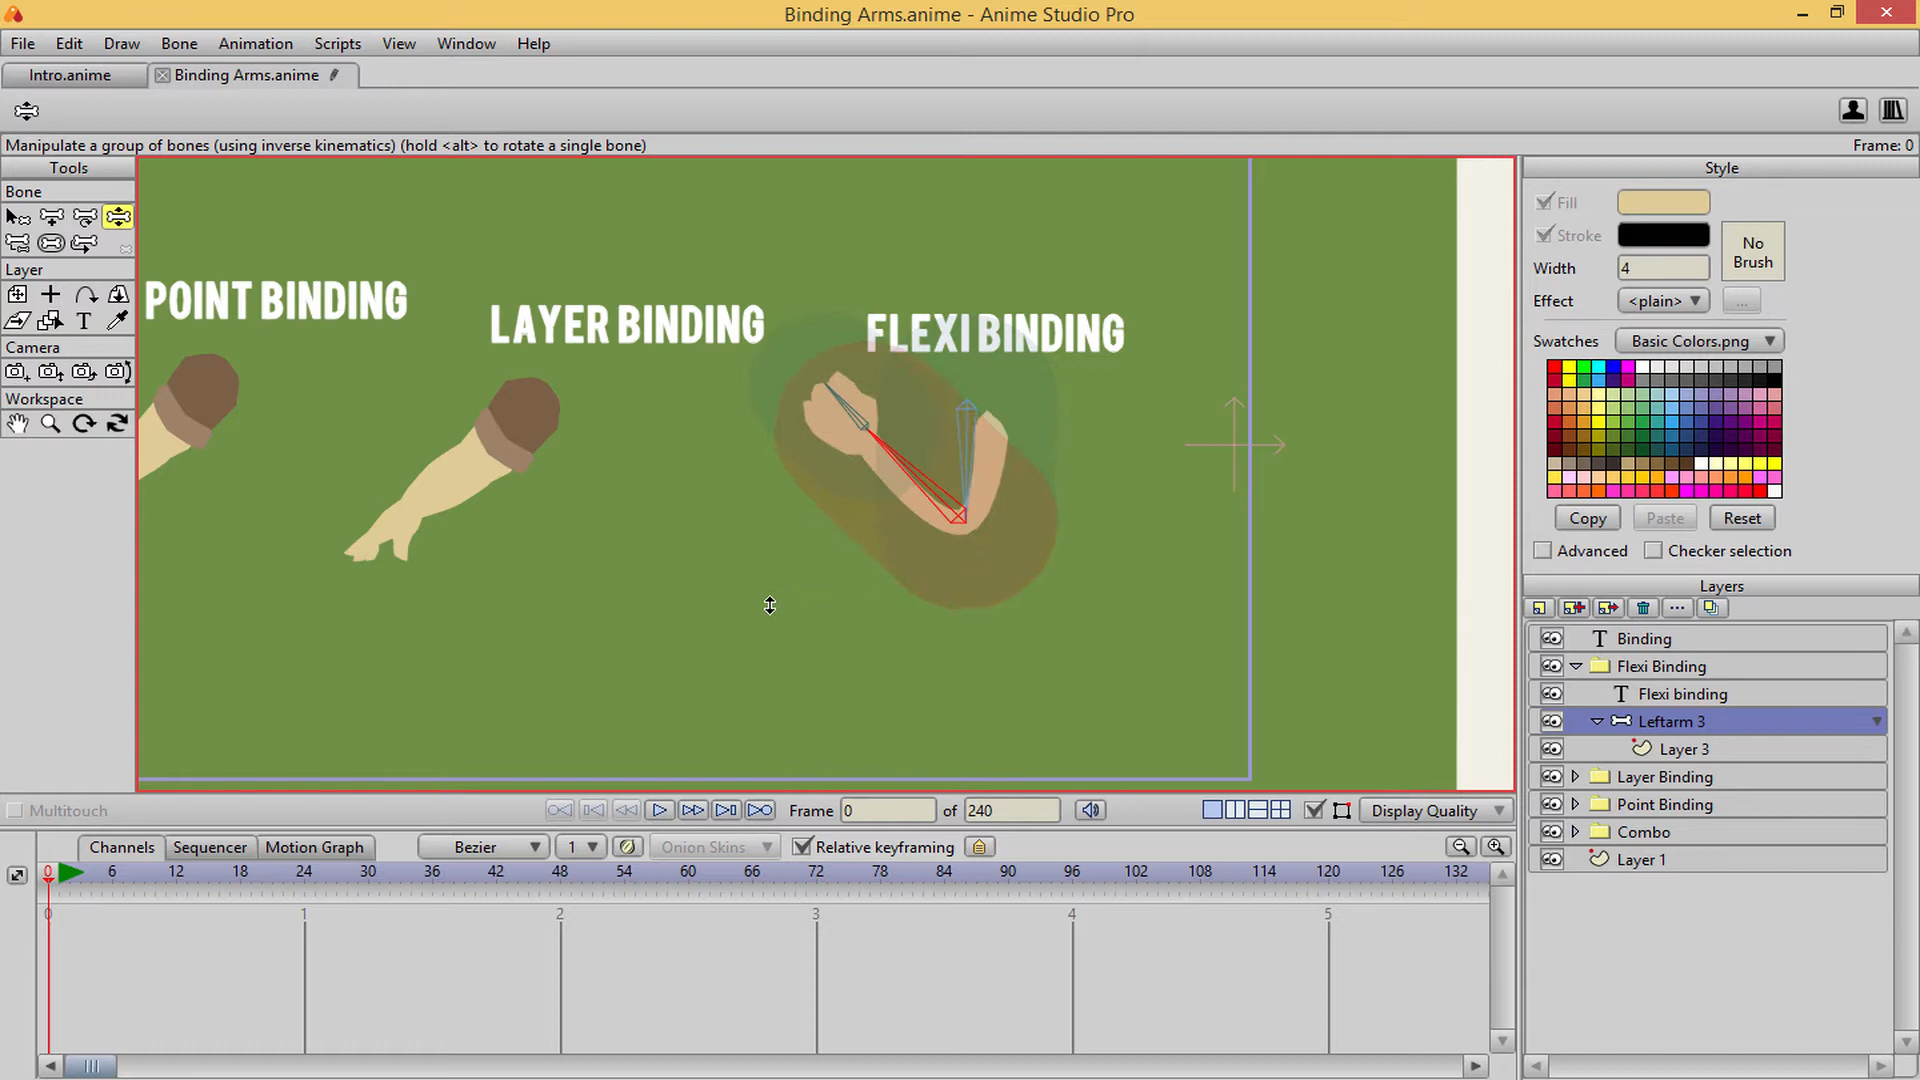 Binding Arms.anime - Anime Studio Pro
File Edit Draw Bone Animation Scripts View Window Help
Intro.anime Binding Arms.anime
Manipulate a group of bones (using inverse kinematics) (hold <alt> to rotate a single bone) Frame: 0
Tools
Bone
Layer
T
Camera
Workspace
POINT BINDING
LAYER BINDING
FLEXI BINDING
Style
Fill
Stroke
No Brush
Width 4
Effect <plain> ...
Swatches Basic Colors.png
Copy Paste Reset
Advanced Checker selection
Layers
T Binding
Flexi Binding
T Flexi binding
Leftarm 3
Layer 3
Layer Binding
Point Binding
Combo
Layer 1
Multitouch Frame 0 of 240 Display Quality
Channels Sequencer Motion Graph Bezier 1 Onion Skins Relative keyframing
0 6 12 18 24 30 36 42 48 54 60 66 72 78 84 90 96 102 108 114 120 126 132
0 1 2 3 4 5